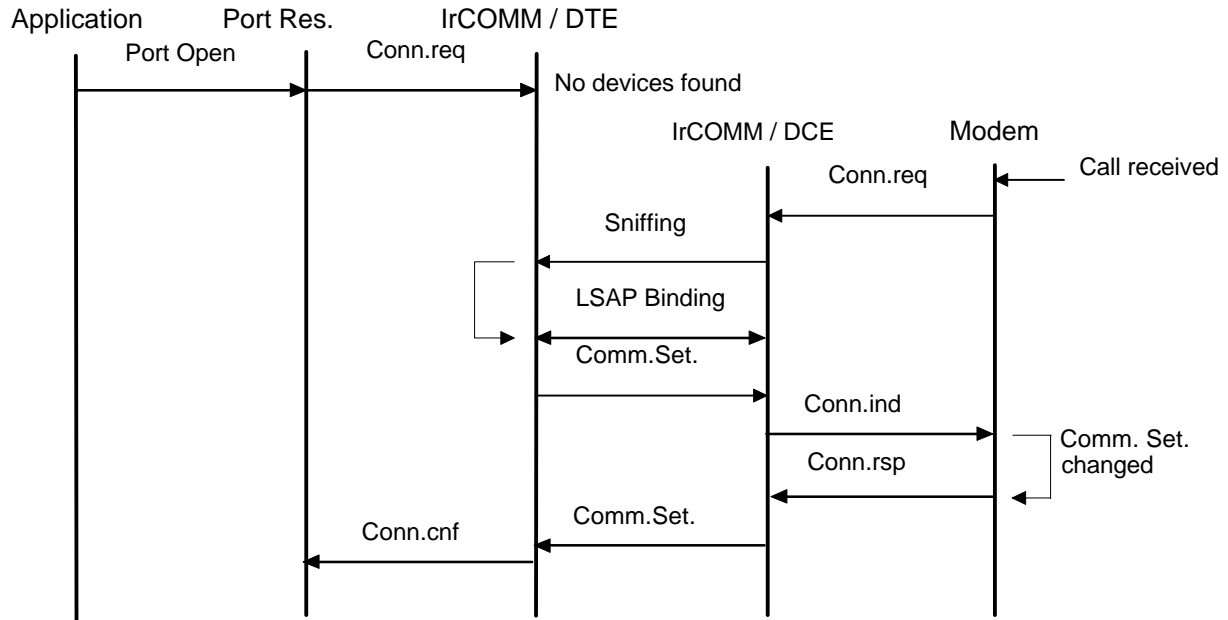 Application
Port Res.
IrCOMM / DTE
Port Open
Conn.req
No devices found
IrCOMM / DCE
Modem
Conn.req
Call received
Sniffing
LSAP Binding
Comm.Set.
Conn.ind
Comm. Set.
changed
Conn.rsp
Comm.Set.
Conn.cnf